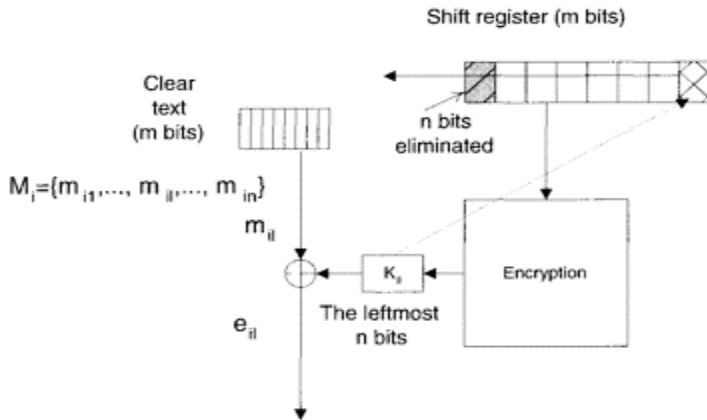 Shift register (m bits)
Clear
text
(m bits)
n bits
eliminated
M_i={m_i1,..., m_il,..., m_in}
m_il
K_il
Encryption
The leftmost
n bits
e_il